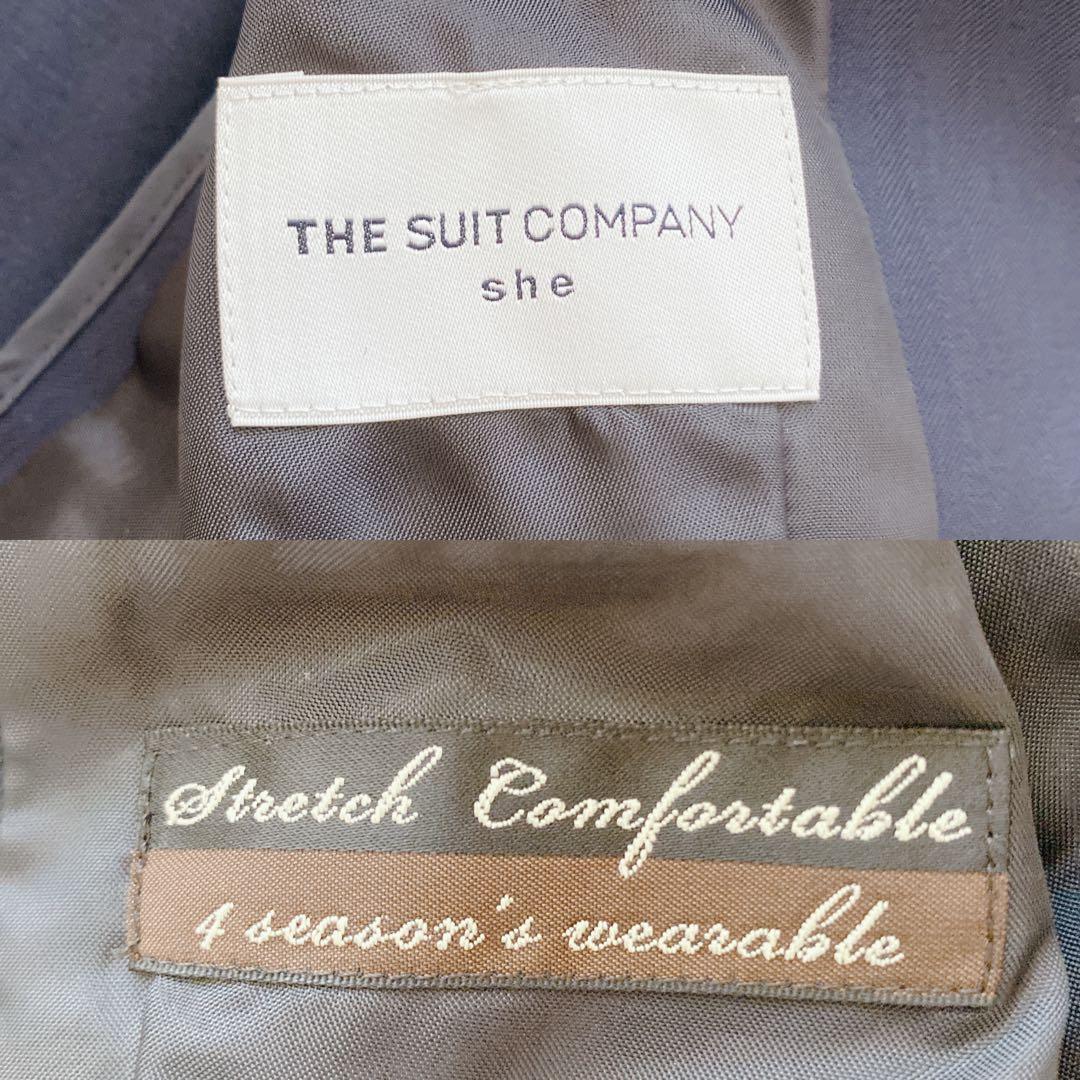 THE SUIT COMPANY
she
Stretch Comfortable
4 season's wearable